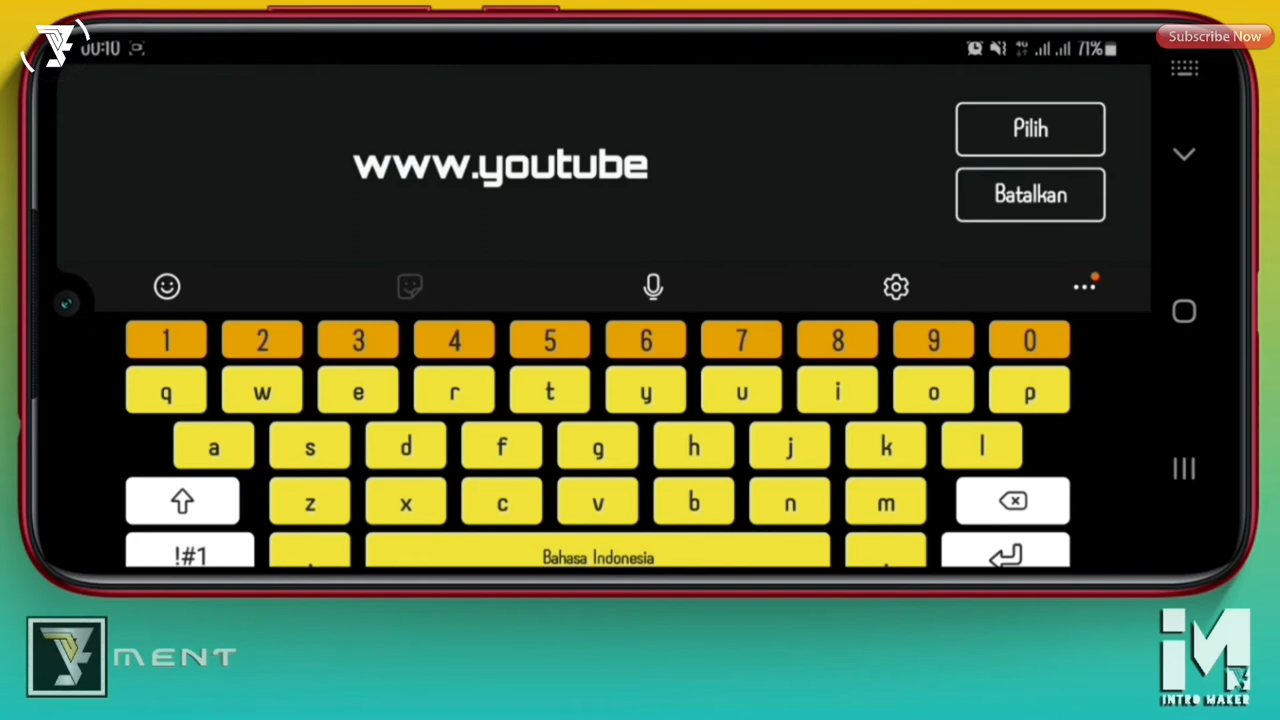 00:10
71%
Subscribe Now
www.youtube
Pilih
Batalkan
1 2 3 4 5 6 7 8 9 0
q w e r t y u i o p
a s d f g h j k l
z x c v b n m
!#1 , Bahasa Indonesia .
MENT
iM
INTRO MAKER